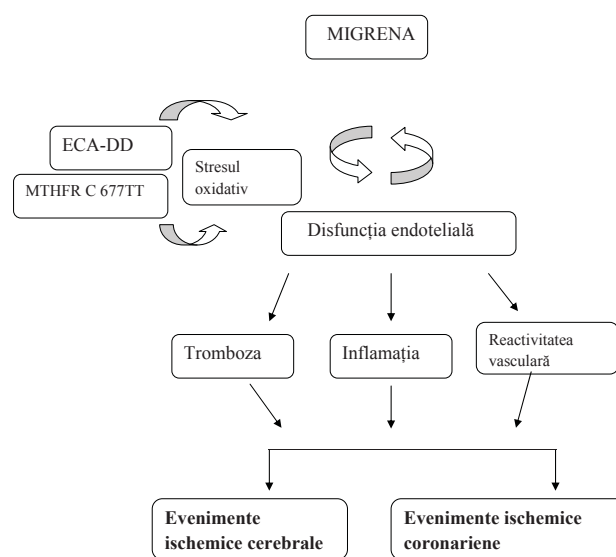 MIGRENA
ECA-DD
MTHFR C 677TT
Stresul
oxidativ
Disfuncția endotelială
Tromboza
Inflamația
Reactivitatea
vasculară
Evenimente
ischemice cerebrale
Evenimente ischemice
coronariene